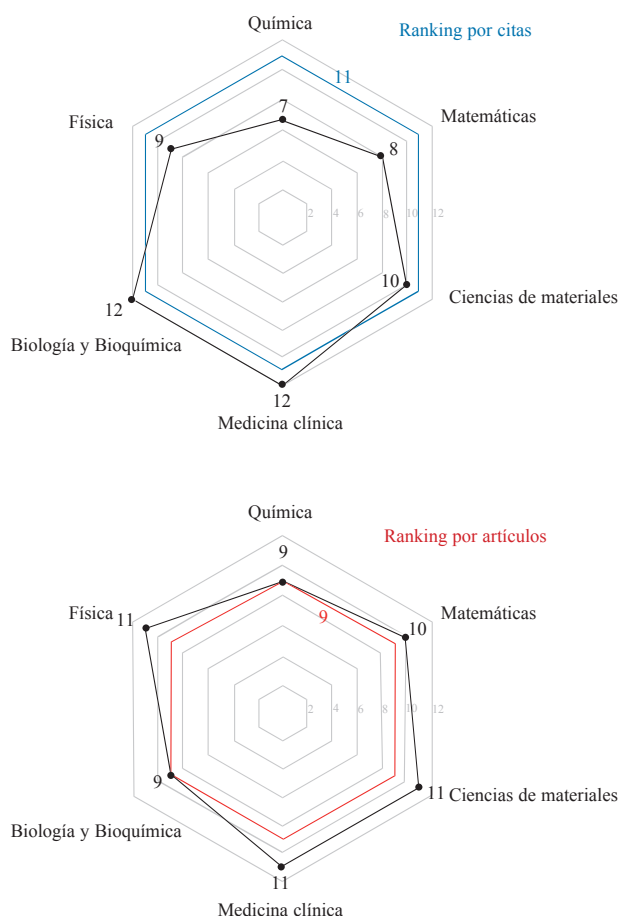 Química
Ranking por citas
11
7
Física
Matemáticas
9
8
2 4 6 8 10 12
10
12
Ciencias de materiales
Biología y Bioquímica
12
Medicina clínica
Química
Ranking por artículos
9
Física
11
9
Matemáticas
10
2 4 6 8 10 12
9
11
Ciencias de materiales
Biología y Bioquímica
11
Medicina clínica